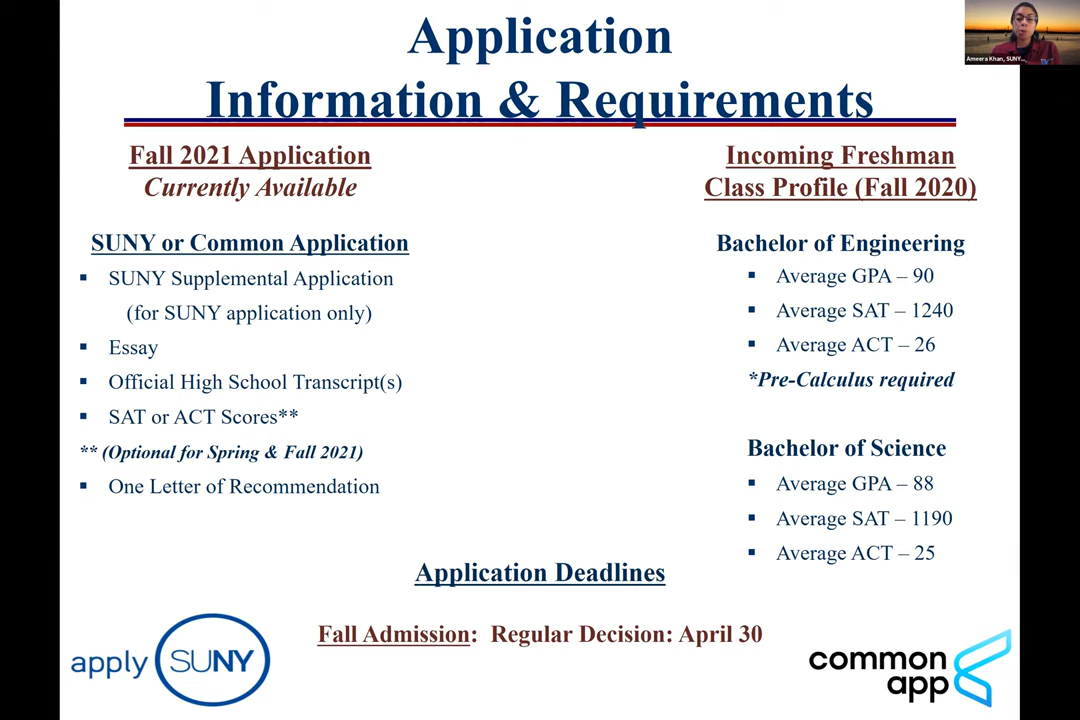 Application
Information & Requirements
Ameera Khan, SUNY...
Fall 2021 Application
Currently Available
SUNY or Common Application
▪ SUNY Supplemental Application
(for SUNY application only)
▪ Essay
▪ Official High School Transcript(s)
▪ SAT or ACT Scores**
** (Optional for Spring & Fall 2021)
▪ One Letter of Recommendation
Incoming Freshman
Class Profile (Fall 2020)
Bachelor of Engineering
▪ Average GPA – 90
▪ Average SAT – 1240
▪ Average ACT – 26
*Pre-Calculus required
Bachelor of Science
▪ Average GPA – 88
▪ Average SAT – 1190
▪ Average ACT – 25
Application Deadlines
Fall Admission: Regular Decision: April 30
apply SUNY
common
app